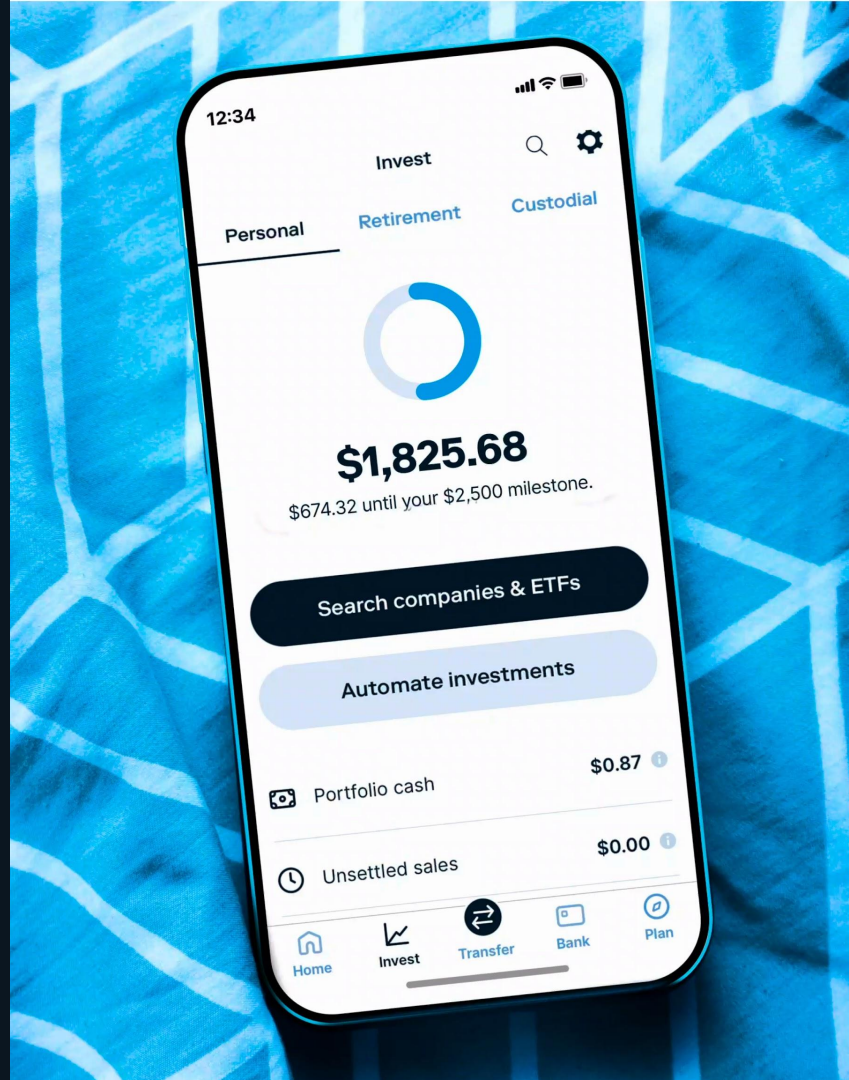 12:34
Invest
Personal
Retirement
Custodial
$1,825.68
$674.32 until your $2,500 milestone.
Search companies & ETFs
Automate investments
Portfolio cash
$0.87
Unsettled sales
$0.00
Home
Invest
Transfer
Bank
Plan